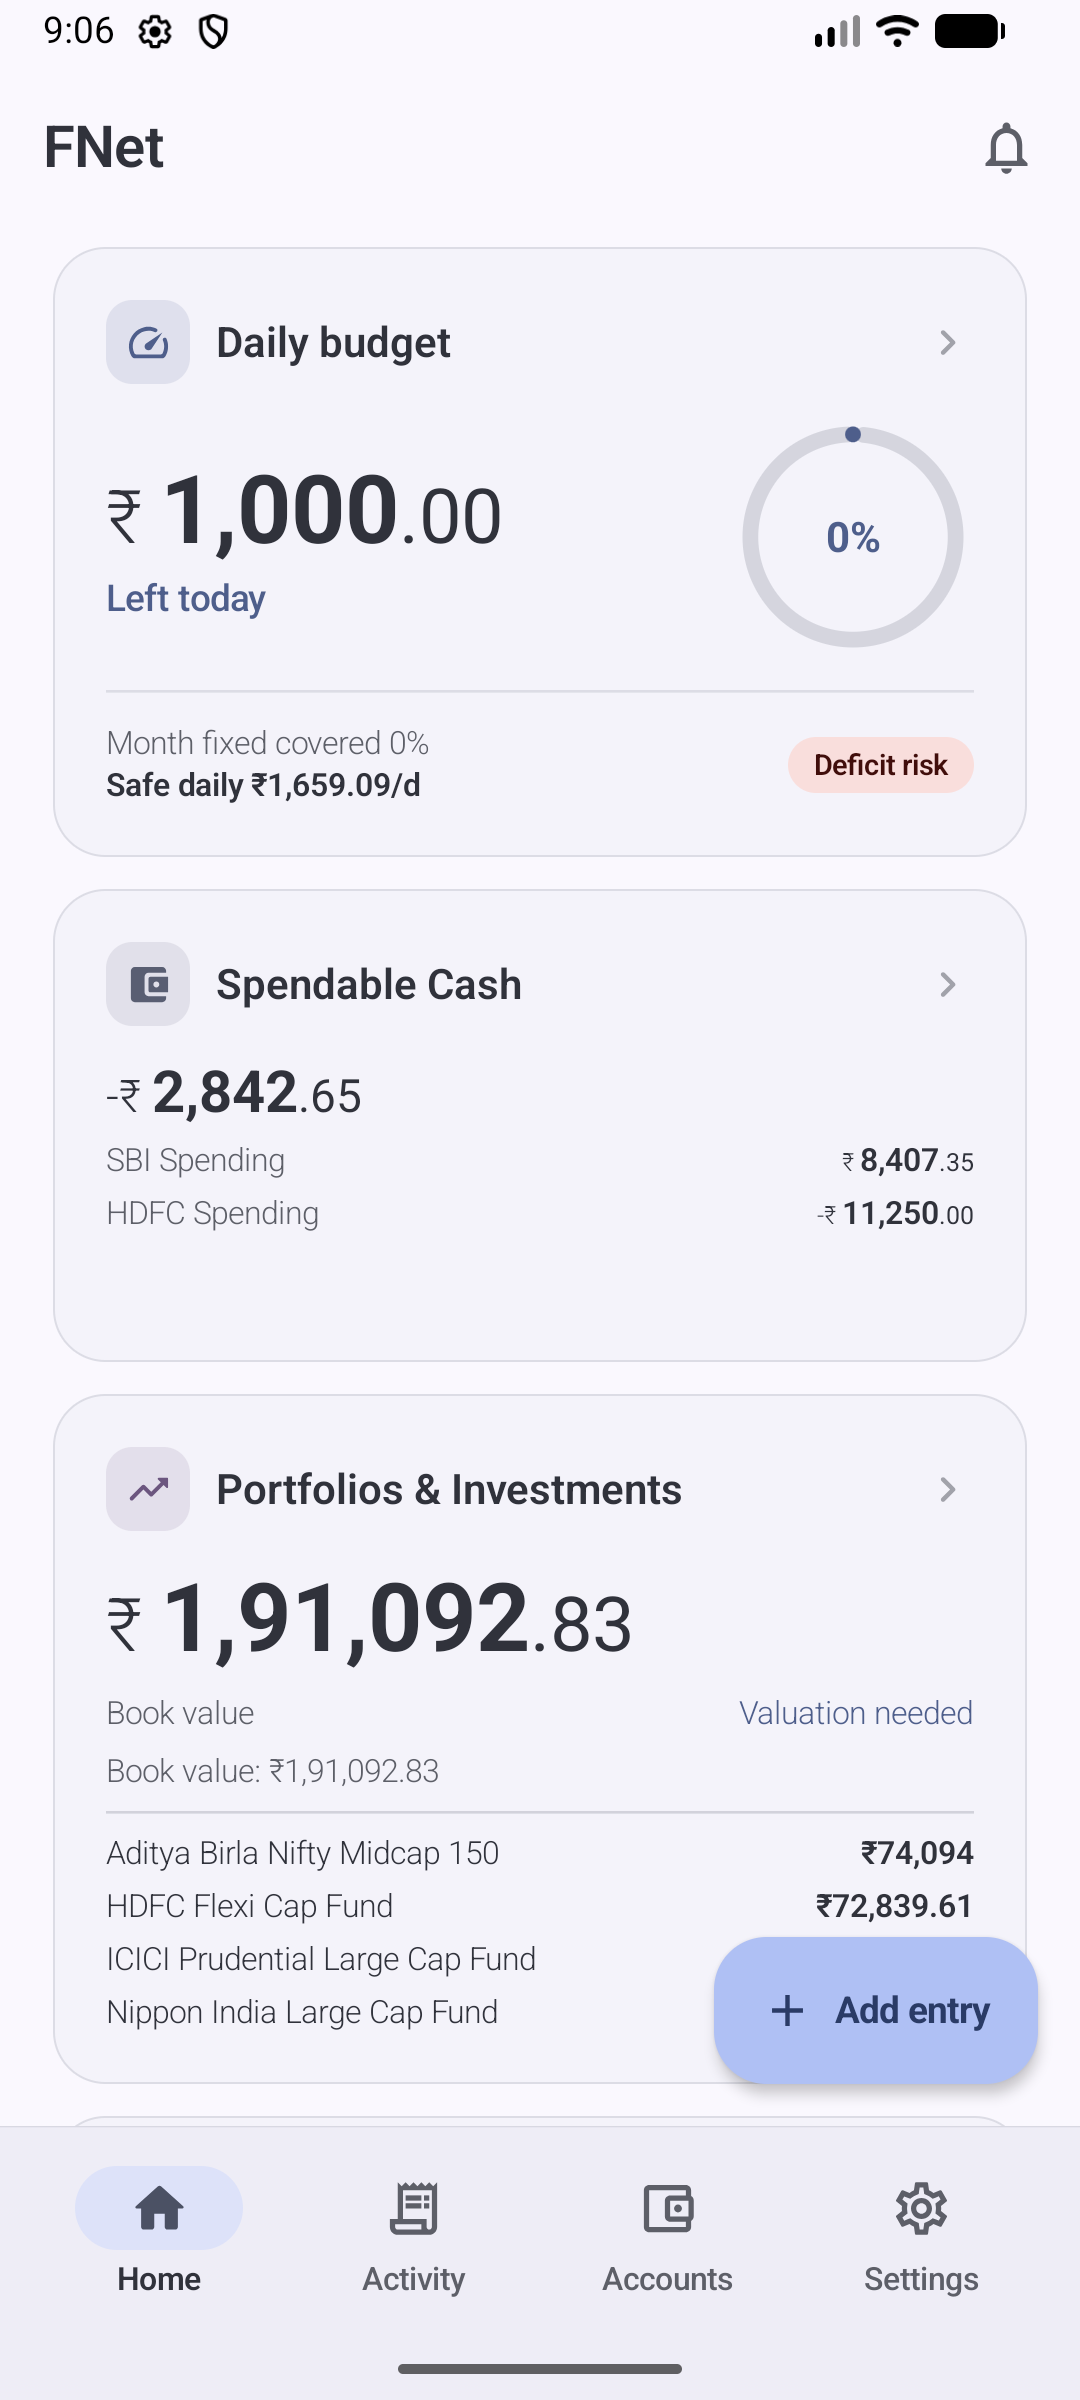 9:06
FNet
Daily budget
₹ 1,000.00
Left today
0%
Month fixed covered 0%
Safe daily ₹1,659.09/d
Deficit risk
Spendable Cash
-₹ 2,842.65
SBI Spending ₹ 8,407.35
HDFC Spending -₹ 11,250.00
Portfolios & Investments
₹ 1,91,092.83
Book value Valuation needed
Book value: ₹1,91,092.83
Aditya Birla Nifty Midcap 150 ₹74,094
HDFC Flexi Cap Fund ₹72,839.61
ICICI Prudential Large Cap Fund
Nippon India Large Cap Fund
Add entry
Home Activity Accounts Settings